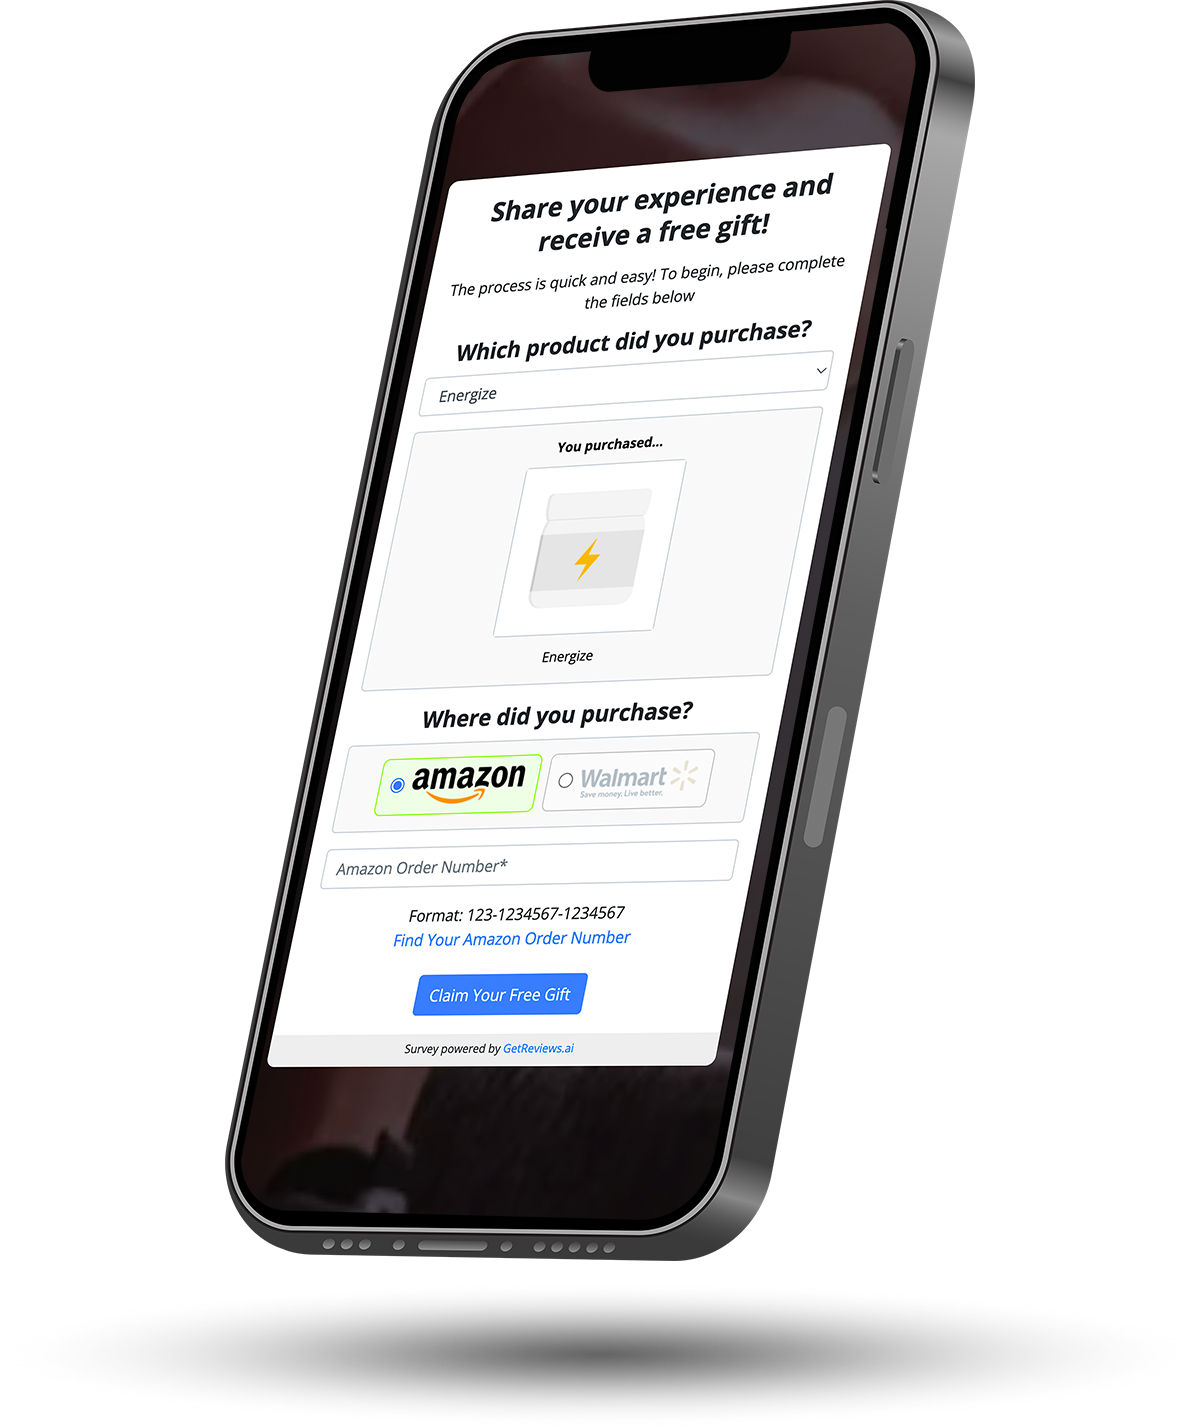 Share your experience and
receive a free gift!
The process is quick and easy! To begin, please complete
the fields below
Which product did you purchase?
Energize
You purchased...
Energize
Where did you purchase?
amazon
Walmart
Save money. Live better.
Amazon Order Number*
Format: 123-1234567-1234567
Find Your Amazon Order Number
Claim Your Free Gift
Survey powered by GetReviews.ai